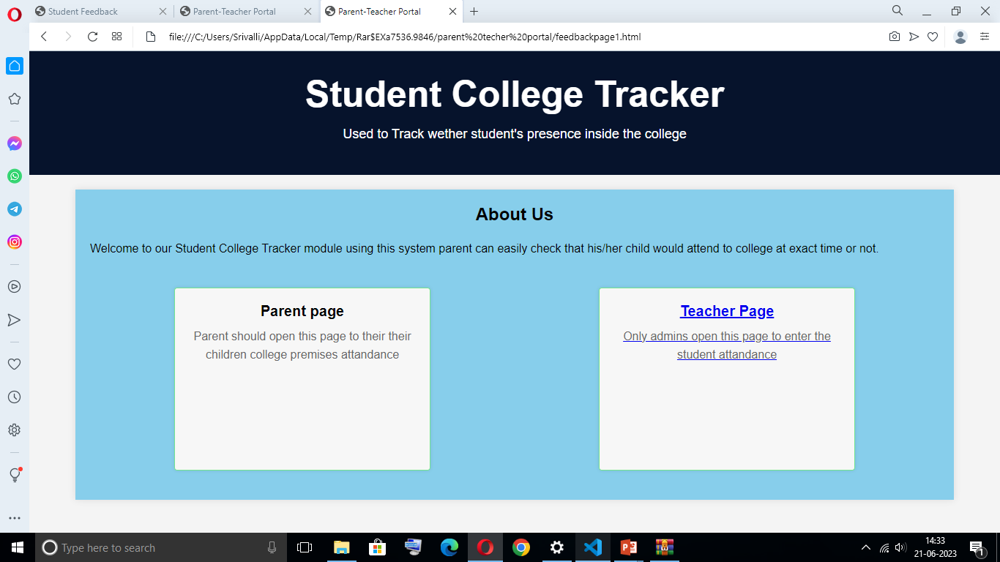 Student Feedback
Parent-Teacher Portal
Parent-Teacher Portal
file:///C:/Users/Srivalli/AppData/Local/Temp/Rar$EXa7536.9846/parent%20techer%20portal/feedbackpage1.html
Student College Tracker
Used to Track wether student's presence inside the college
About Us
Welcome to our Student College Tracker module using this system parent can easily check that his/her child would attend to college at exact time or not.
Parent page
Parent should open this page to their their
children college premises attandance
Teacher Page
Only admins open this page to enter the
student attandance
Type here to search
14:33
21-06-2023
1